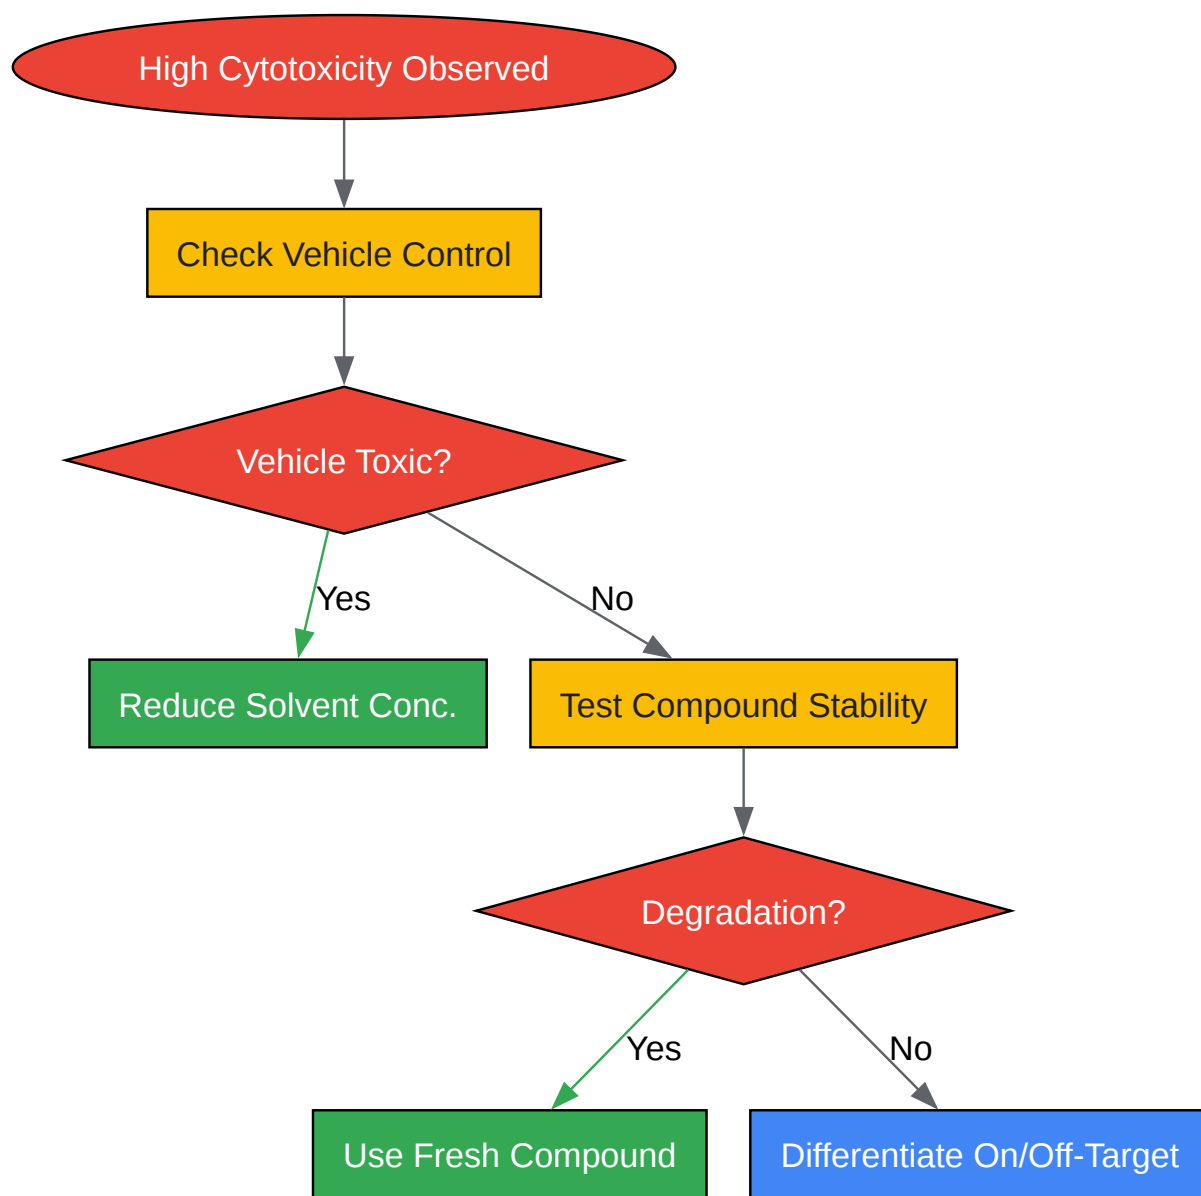 High Cytotoxicity Observed
Check Vehicle Control
Vehicle Toxic?
Yes
No
Reduce Solvent Conc.
Test Compound Stability
Degradation?
Yes
No
Use Fresh Compound
Differentiate On/Off-Target